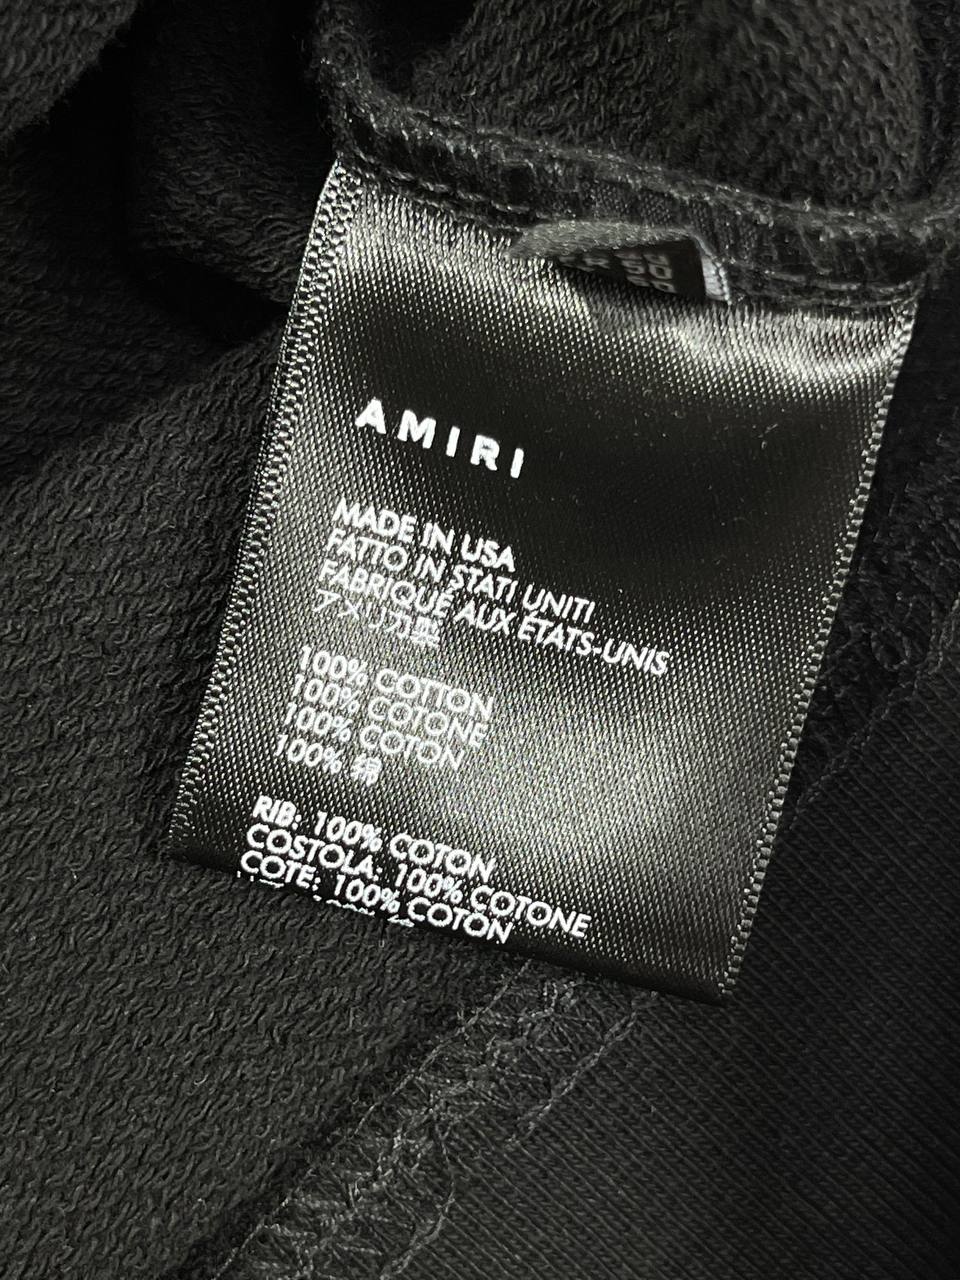 AMIRI
MADE IN USA
FATTO IN STATI UNITI
FABRIQUÉ AUX ÉTATS-UNIS
アメリカ製
100% COTTON
100% COTONE
100% COTON
100% 綿
RIB: 100% COTON
COSTOLA: 100% COTONE
COTE: 100% COTON